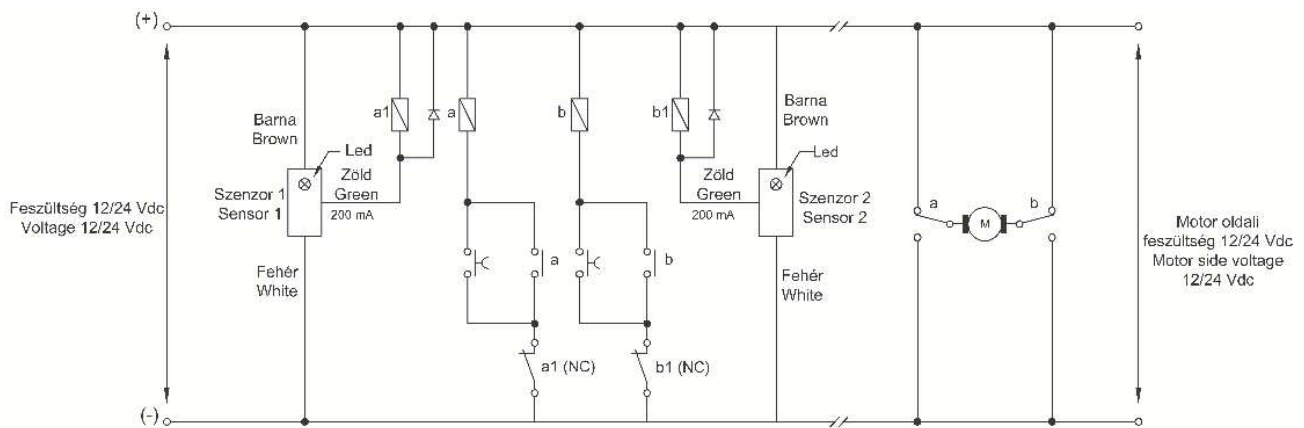 (+)
Feszültség 12/24 Vdc
Voltage 12/24 Vdc
(-)
Barna
Brown
Led
Szenzor 1
Sensor 1
Zöld
Green
200 mA
Fehér
White
a1
a
a
a1 (NC)
b
b
b1 (NC)
b1
Zöld
Green
200 mA
Barna
Brown
Led
Szenzor 2
Sensor 2
Fehér
White
a
M
b
Motor oldali
feszültség 12/24 Vdc
Motor side voltage
12/24 Vdc